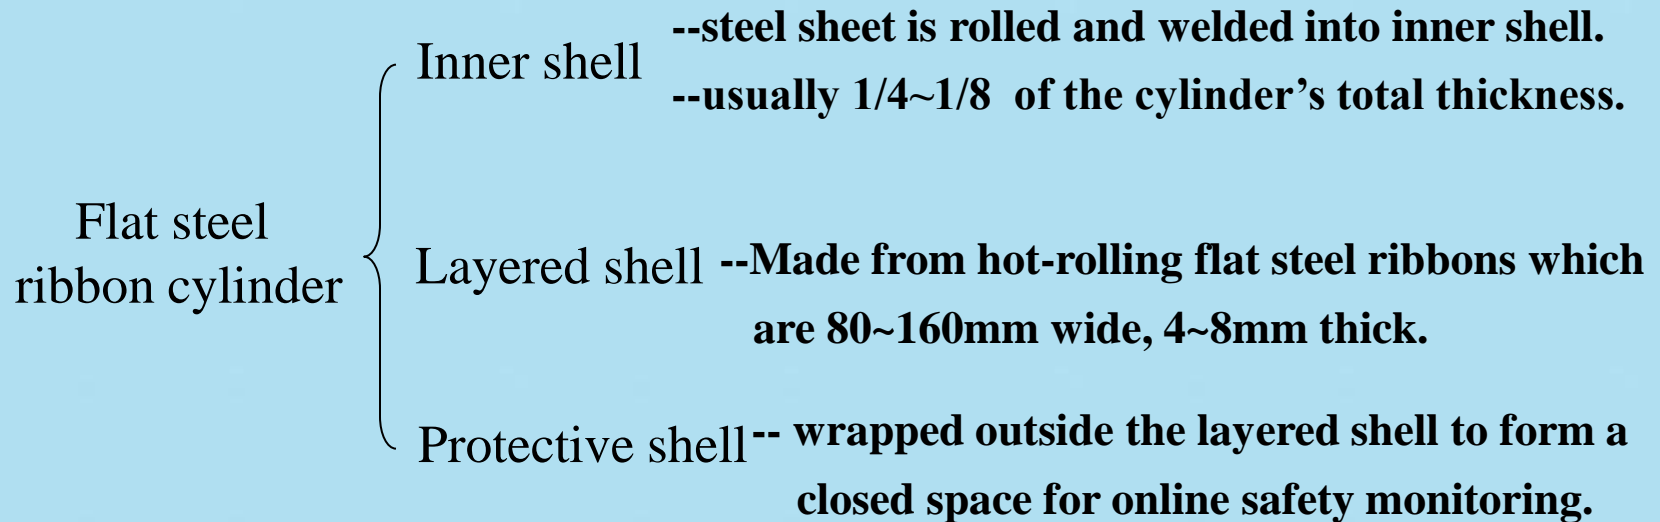 Flat steel
ribbon cylinder
Inner shell
--steel sheet is rolled and welded into inner shell.
--usually 1/4~1/8 of the cylinder’s total thickness.
Layered shell
--Made from hot-rolling flat steel ribbons which
are 80~160mm wide, 4~8mm thick.
Protective shell
-- wrapped outside the layered shell to form a
closed space for online safety monitoring.